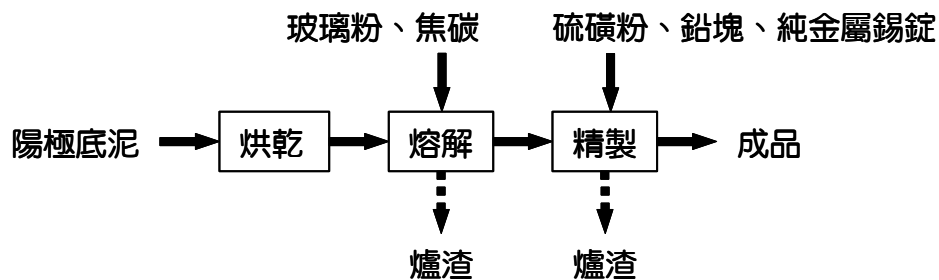 玻璃粉、焦碳
硫磺粉、鉛塊、純金屬錫錠
陽極底泥
烘乾
熔解
精製
成品
爐渣
爐渣